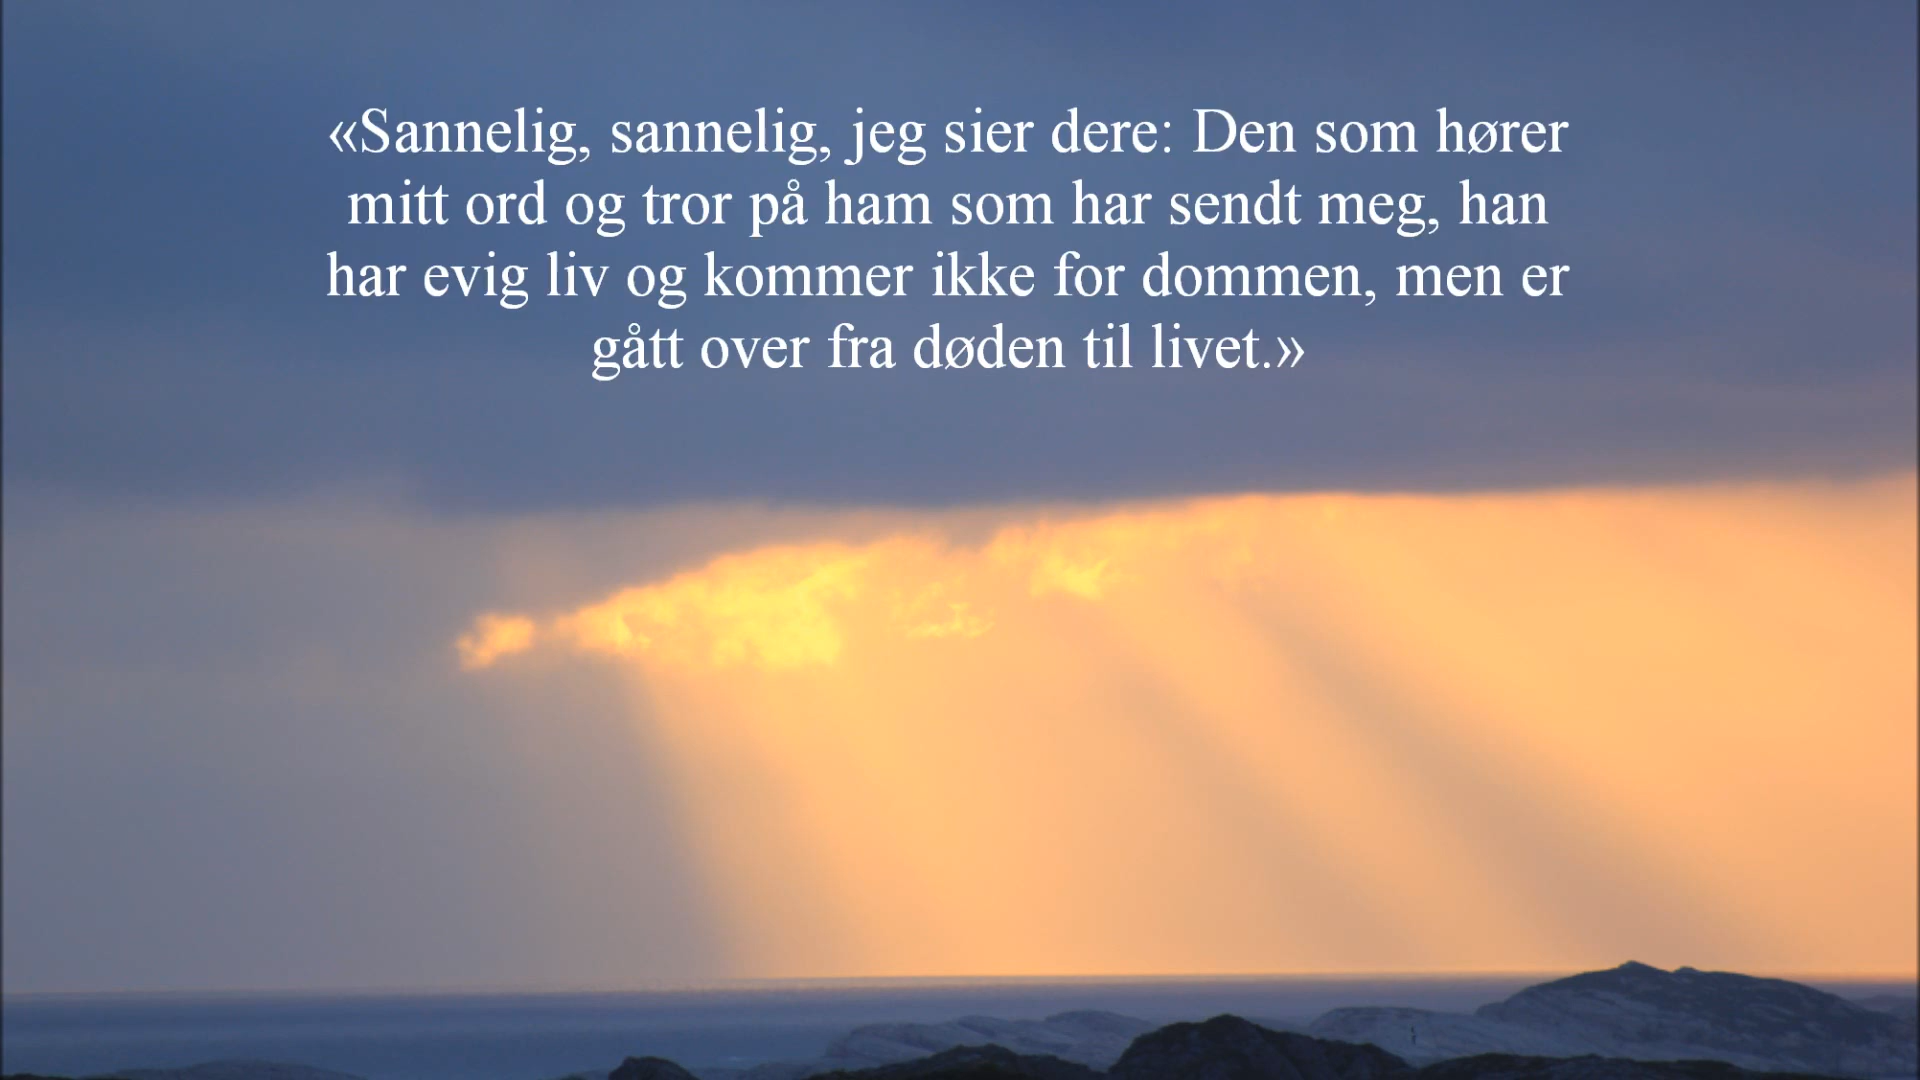 «Sannelig, sannelig, jeg sier dere: Den som hører
mitt ord og tror på ham som har sendt meg, han
har evig liv og kommer ikke for dommen, men er
gått over fra døden til livet.»